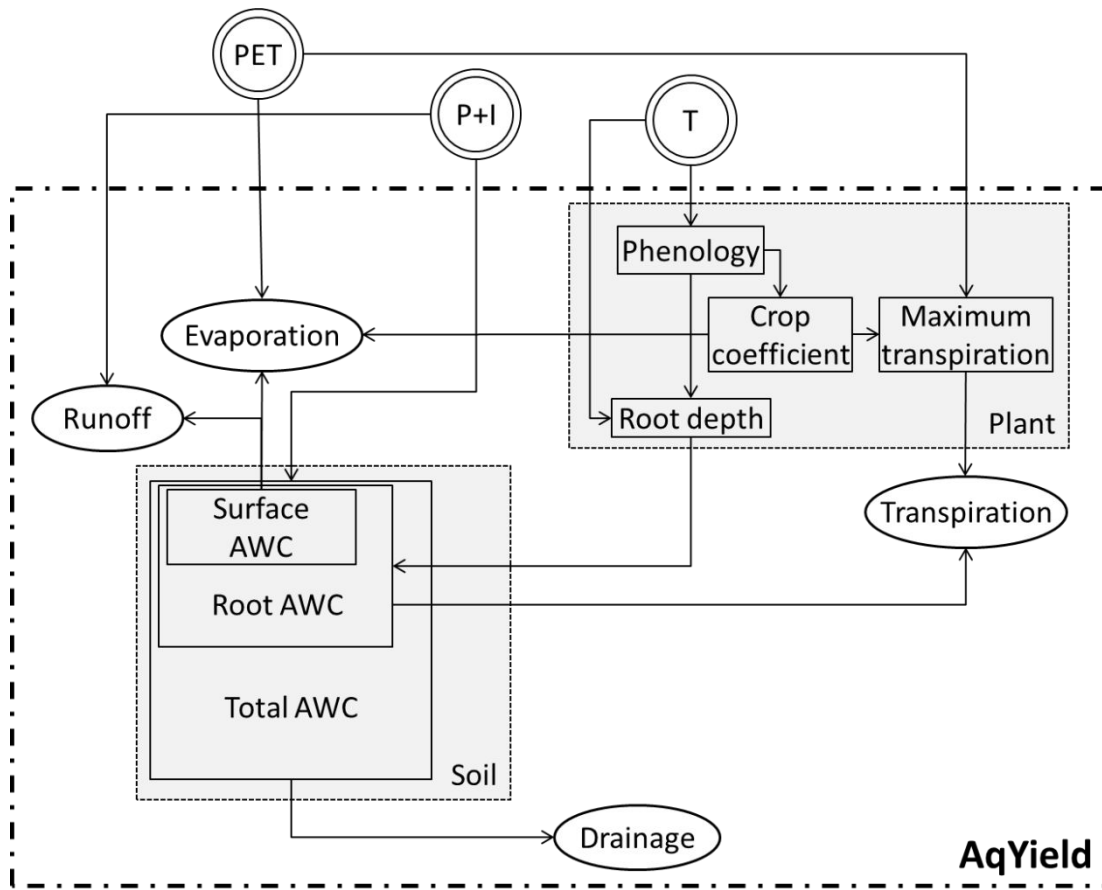 PET
P+I
T
Phenology
Crop
coefficient
Maximum
transpiration
Evaporation
Runoff
Root depth
Plant
Surface
AWC
Transpiration
Root AWC
Total AWC
Soil
Drainage
AqYield